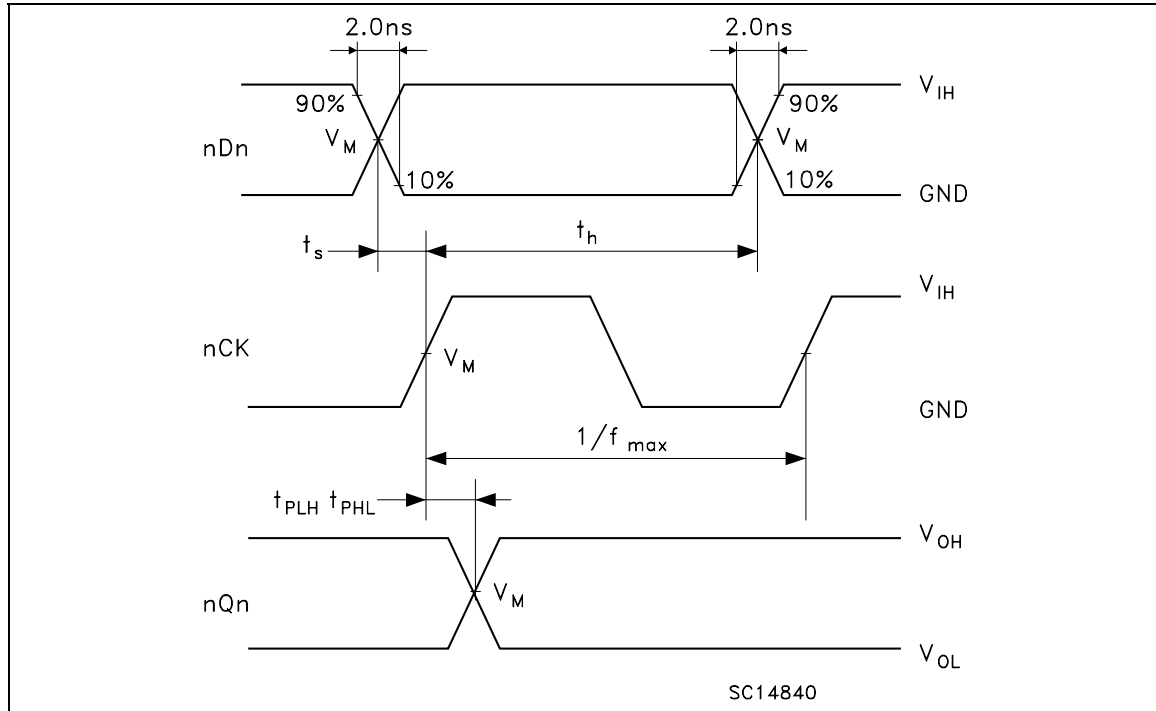 2.0ns 2.0ns
90% 90% V_IH
nDn V_M V_M
10% 10% GND
t_s t_h
V_IH
nCK V_M
GND
1/f max
t_PLH t_PHL
V_OH
nQn V_M
V_OL
SC14840